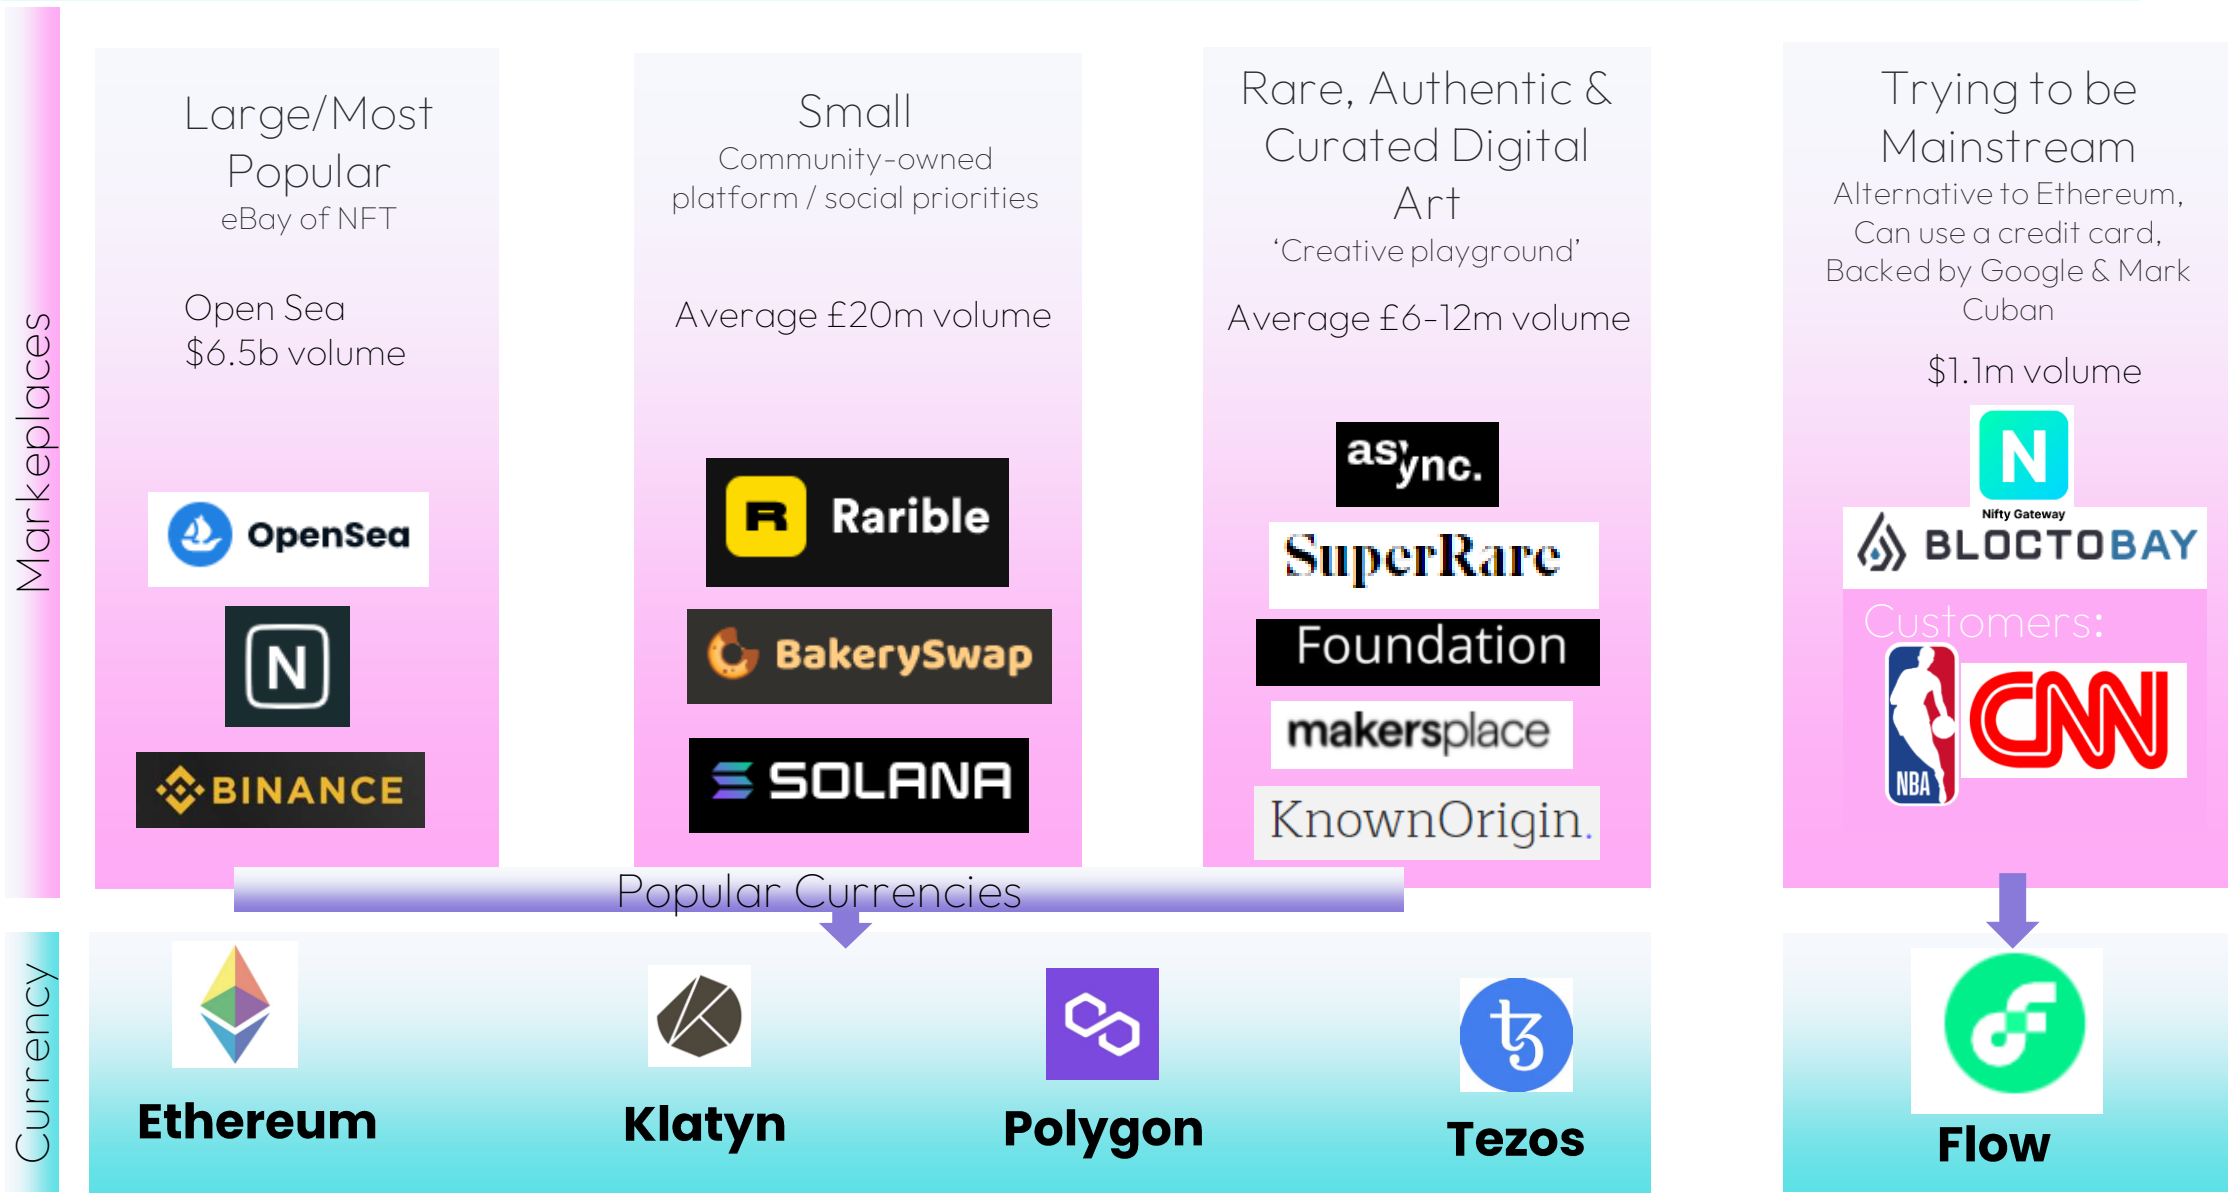 Marketplaces
Large/Most
Popular
eBay of NFT
Open Sea
$6.5b volume
OpenSea
N
BINANCE
Small
Community-owned
platform / social priorities
Average £20m volume
R Rarible
BakerySwap
SOLANA
Rare, Authentic &
Curated Digital
Art
‘Creative playground’
Average £6-12m volume
async.
SuperRare
Foundation
makersplace
KnownOrigin.
Trying to be
Mainstream
Alternative to Ethereum,
Can use a credit card,
Backed by Google & Mark
Cuban
$1.1m volume
N
Nifty Gateway
BLOCTOBAY
Customers:
NBA
CNN
Popular Currencies
Currency
Ethereum
Klatyn
Polygon
Tezos
Flow